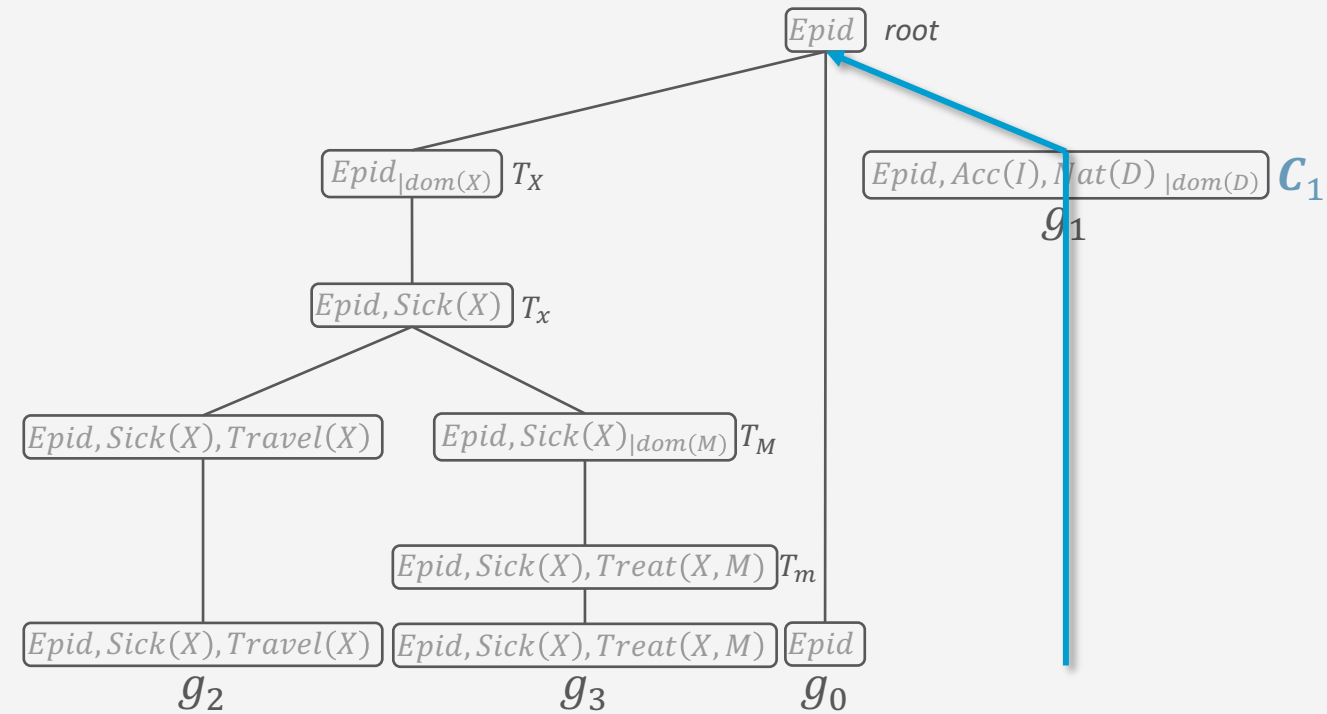 Epid root
Epid|dom(X) T_X
Epid, Acc(I), Nat(D) |dom(D) C_1
g_1
Epid, Sick(X) T_x
Epid, Sick(X), Travel(X)
Epid, Sick(X)|dom(M) T_M
Epid, Sick(X), Treat(X, M) T_m
Epid, Sick(X), Travel(X)
Epid, Sick(X), Treat(X, M)
Epid
g_2
g_3
g_0